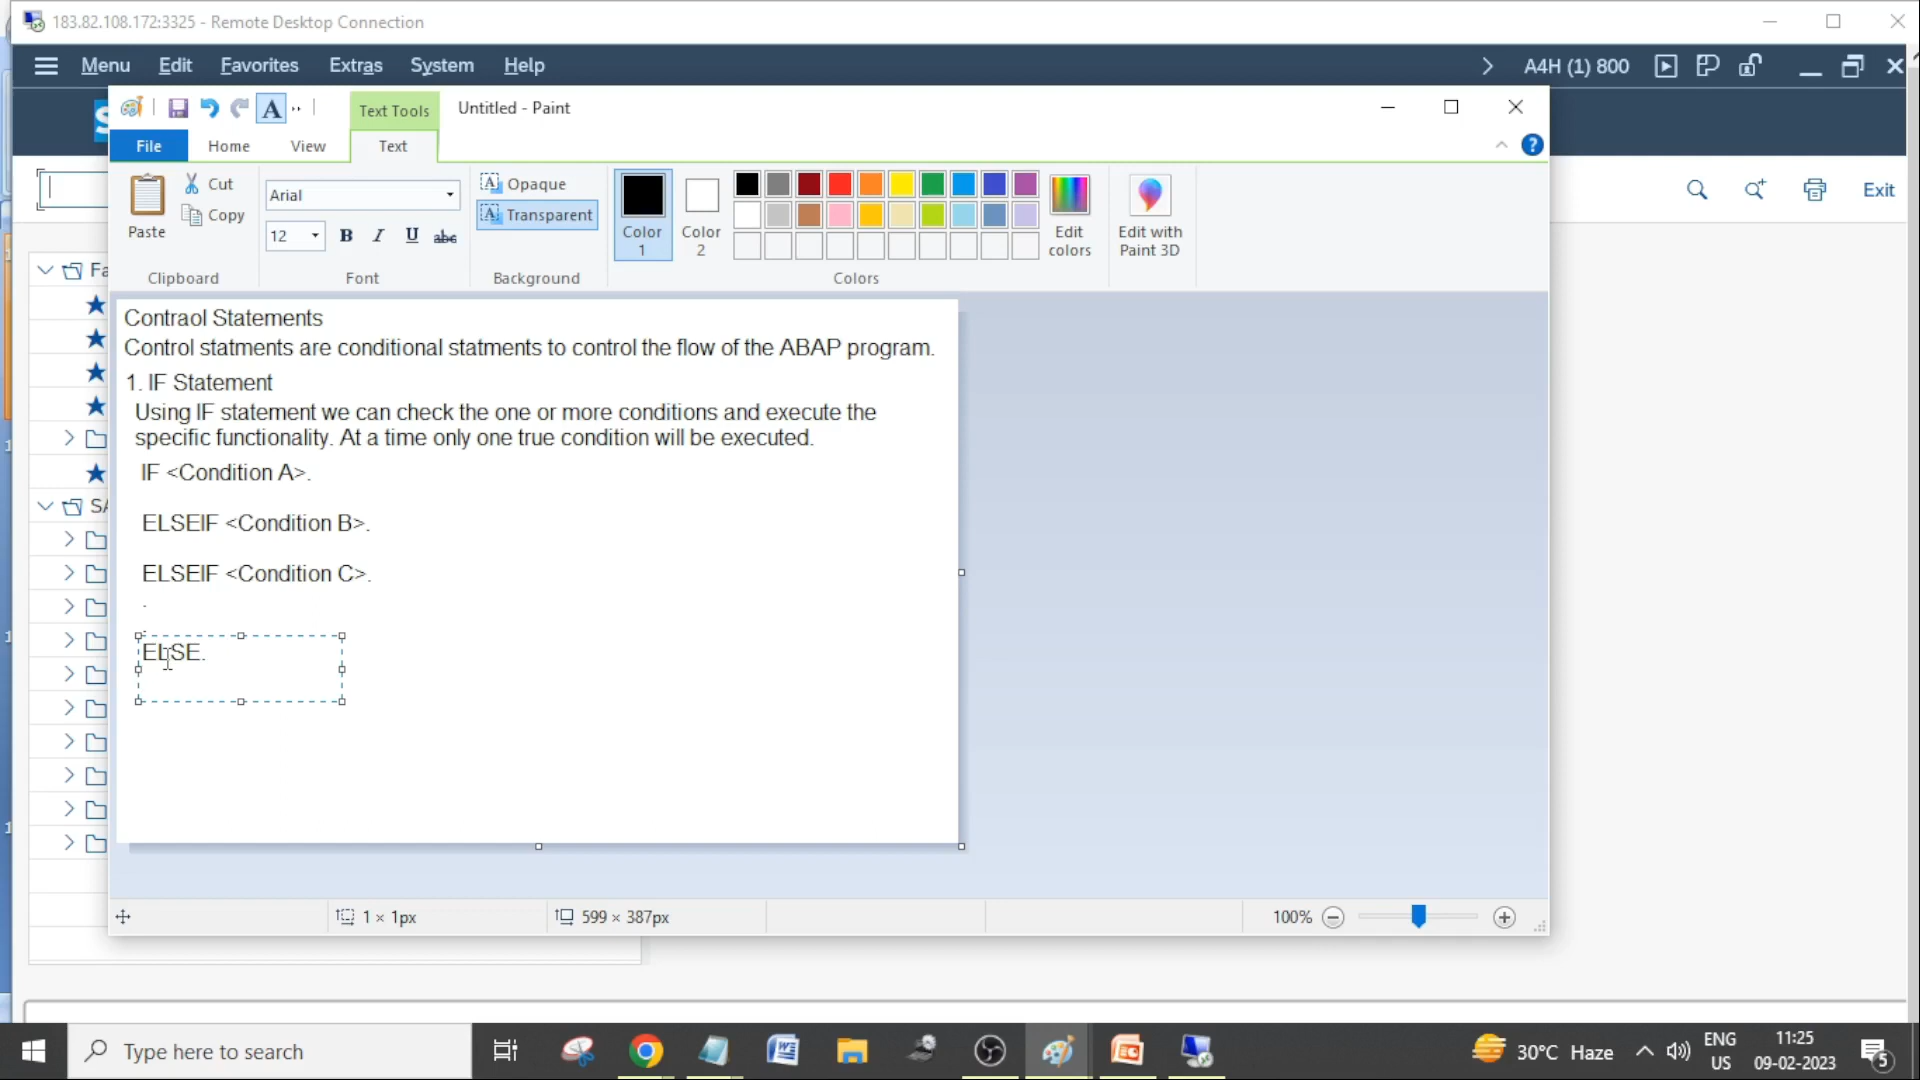 183.82.108.172:3325 - Remote Desktop Connection
Menu Edit Favorites Extras System Help
A4H (1) 800
Text Tools
Untitled - Paint
File Home View Text
Paste
Cut
Copy
Clipboard
Arial
12
Font
Opaque
Transparent
Background
Color 1
Color 2
Edit colors
Colors
Edit with Paint 3D
Exit
Contraol Statements
Control statments are conditional statments to control the flow of the ABAP program.
1. IF Statement
Using IF statement we can check the one or more conditions and execute the
specific functionality. At a time only one true condition will be executed.
IF <Condition A>.
ELSEIF <Condition B>.
ELSEIF <Condition C>.
.
.
ELSE.
1 × 1px
599 × 387px
100%
Type here to search
30°C Haze
ENG
US
11:25
09-02-2023
5